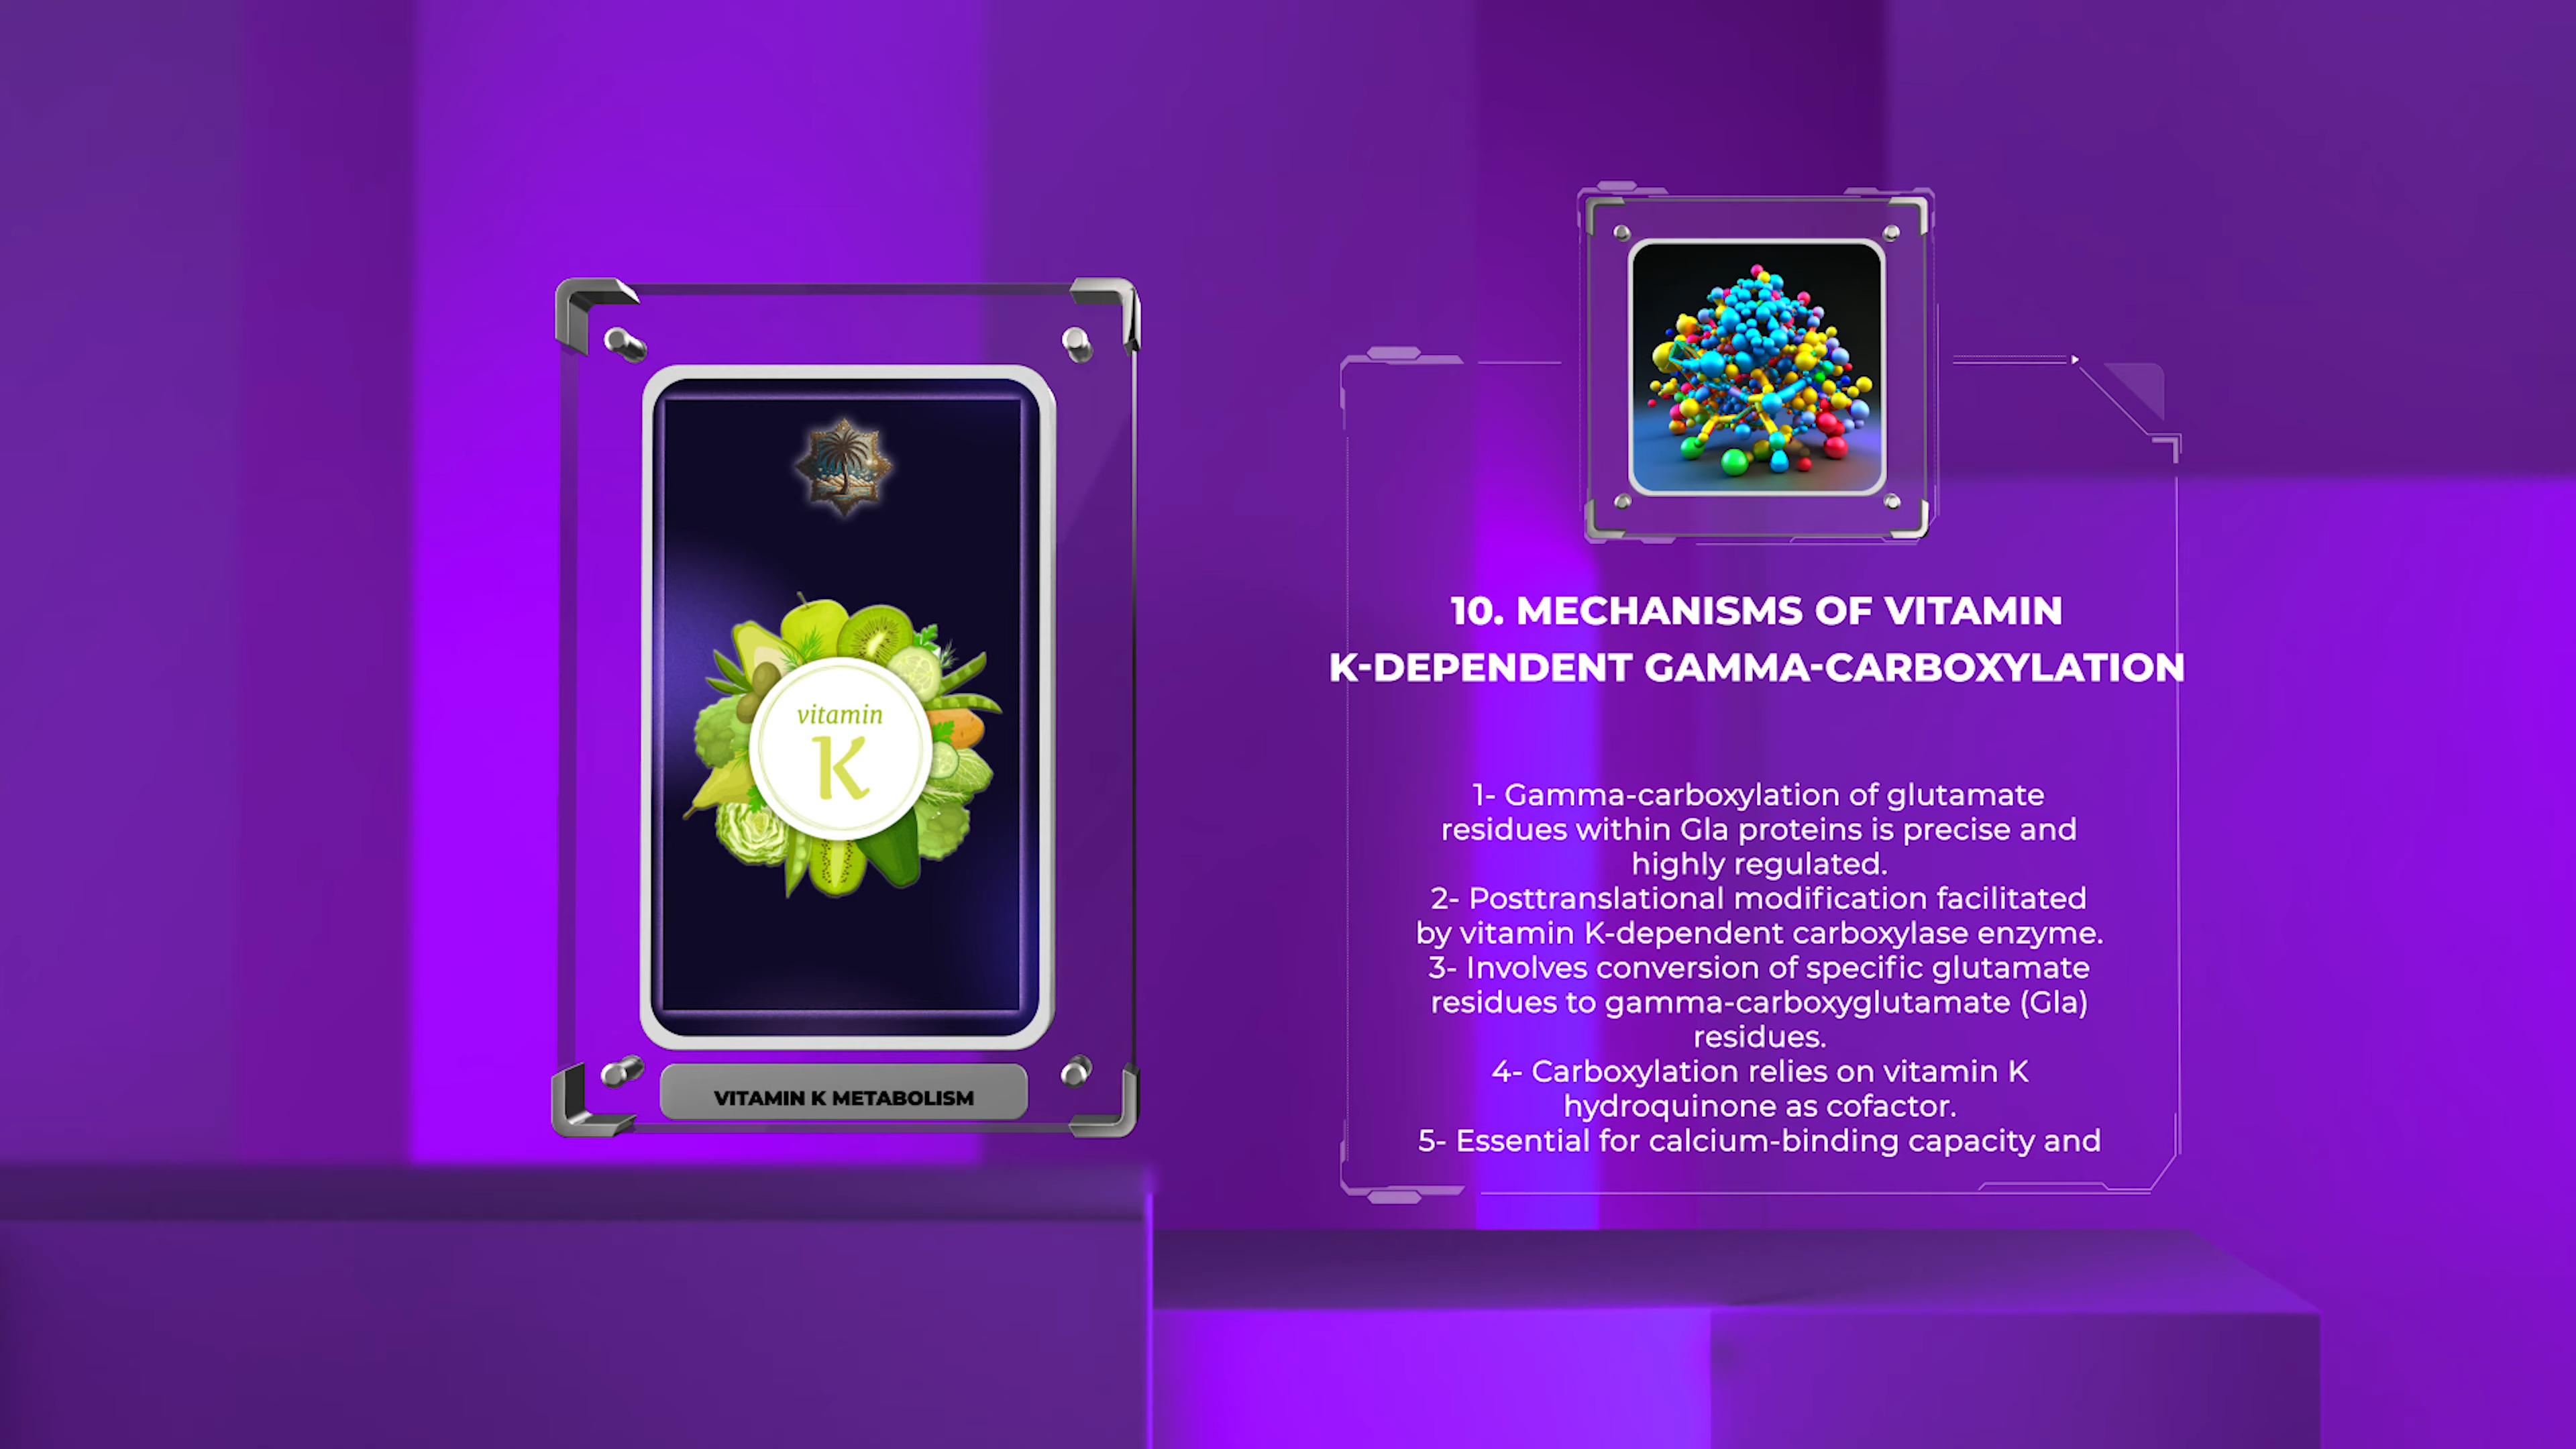 vitamin
K
VITAMIN K METABOLISM
10. MECHANISMS OF VITAMIN
K-DEPENDENT GAMMA-CARBOXYLATION
1- Gamma-carboxylation of glutamate
residues within Gla proteins is precise and
highly regulated.
2- Posttranslational modification facilitated
by vitamin K-dependent carboxylase enzyme.
3- Involves conversion of specific glutamate
residues to gamma-carboxyglutamate (Gla)
residues.
4- Carboxylation relies on vitamin K
hydroquinone as cofactor.
5- Essential for calcium-binding capacity and